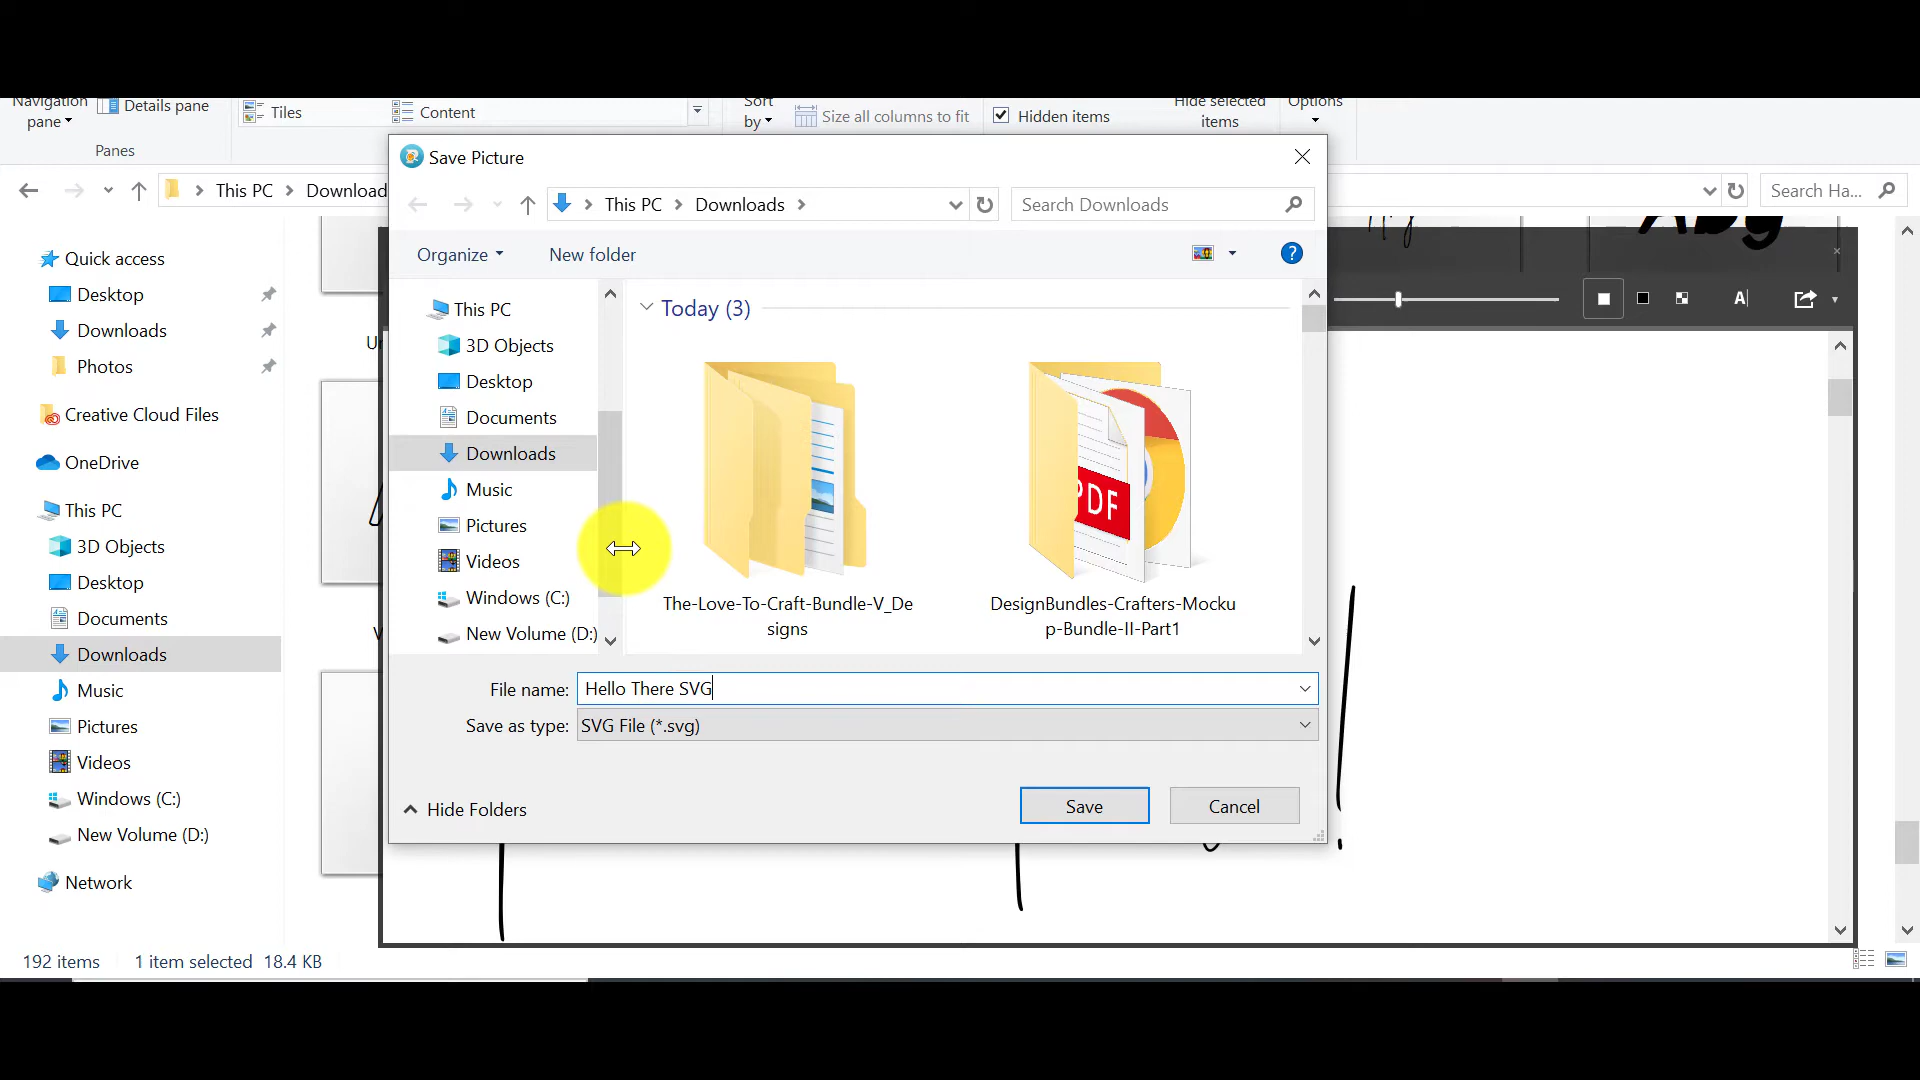 Navigation pane
Details pane
Panes
Tiles
Content
Sort by
Size all columns to fit
Hidden items
Hide selected items
Options
This PC
Search Ha...
Quick access
Desktop
Downloads
Photos
Creative Cloud Files
OneDrive
This PC
3D Objects
Desktop
Documents
Downloads
Music
Pictures
Videos
Windows (C:)
New Volume (D:)
Network
192 items
1 item selected 18.4 KB
Save Picture
This PC
Downloads
Search Downloads
Organize
New folder
This PC
3D Objects
Desktop
Documents
Downloads
Music
Pictures
Videos
Windows (C:)
New Volume (D:)
Today (3)
The-Love-To-Craft-Bundle-V_De
signs
PDF
DesignBundles-Crafters-Mocku
p-Bundle-II-Part1
File name: Hello There SVG
Save as type: SVG File (*.svg)
Hide Folders
Save
Cancel